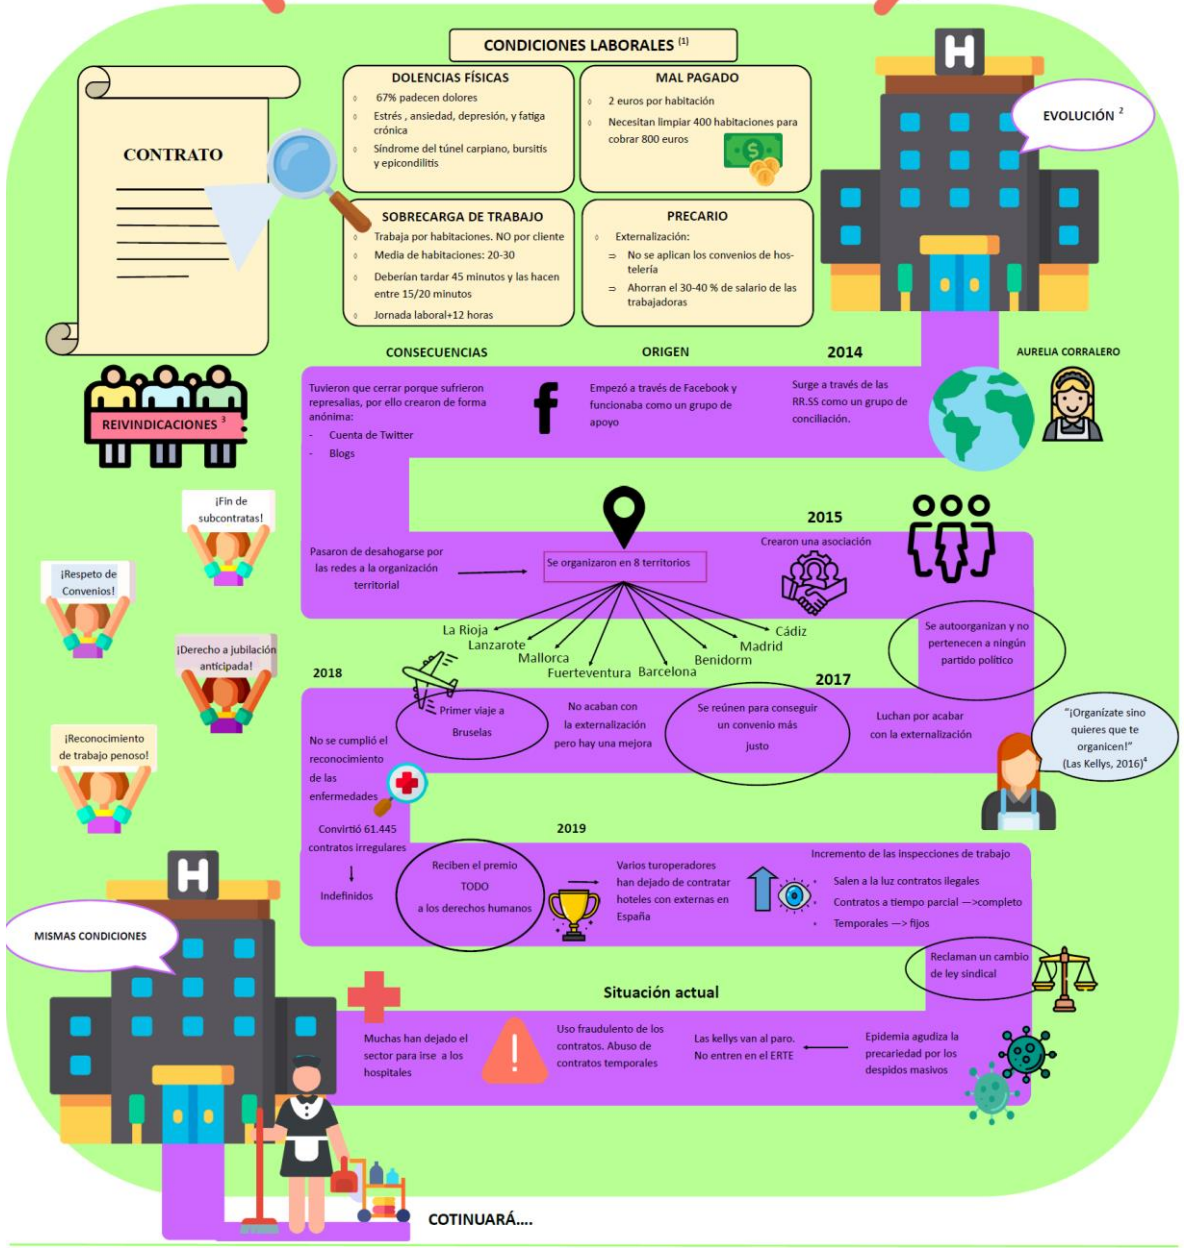 CONDICIONES LABORALES (1)
DOLENCIAS FÍSICAS
◊ 67% padecen dolores
◊ Estrés , ansiedad, depresión, y fatiga
crónica
◊ Síndrome del túnel carpiano, bursitis
y epicondilitis
MAL PAGADO
◊ 2 euros por habitación
◊ Necesitan limpiar 400 habitaciones para
cobrar 800 euros
$
CONTRATO
SOBRECARGA DE TRABAJO
◊ Trabaja por habitaciones. NO por cliente
◊ Media de habitaciones: 20-30
◊ Deberían tardar 45 minutos y las hacen
entre 15/20 minutos
◊ Jornada laboral+12 horas
PRECARIO
◊ Externalización:
⊃ No se aplican los convenios de hos-
telería
⊃ Ahorran el 30-40 % de salario de las
trabajadoras
H
EVOLUCIÓN 2
CONSECUENCIAS
ORIGEN
2014
AURELIA CORRALERO
Tuvieron que cerrar porque sufrieron
represalias, por ello crearon de forma
anónima:
- Cuenta de Twitter
- Blogs
f
Empezó a través de Facebook y
funcionaba como un grupo de
apoyo
Surge a través de las
RR.SS como un grupo de
conciliación.
REIVINDICACIONES 3
¡Fin de
subcontratas!
¡Respeto de
Convenios!
¡Derecho a jubilación
anticipada!
¡Reconocimiento
de trabajo penoso!
2015
Pasaron de desahogarse por
las redes a la organización
territorial
Se organizaron en 8 territorios
Crearon una asociación
La Rioja
Lanzarote
Mallorca
Fuerteventura
Barcelona
Benidorm
Madrid
Cádiz
Se autoorganizan y no
pertenecen a ningún
partido político
2018
2017
Primer viaje a
Bruselas
No acaban con
la externalización
pero hay una mejora
Se reúnen para conseguir
un convenio más
justo
Luchan por acabar
con la externalización
"¡Organízate sino
quieres que te
organicen!"
(Las Kellys, 2016)4
No se cumplió el
reconocimiento
de las
enfermedades
Convirtió 61.445
contratos irregulares
Indefinidos
2019
Reciben el premio
TODO
a los derechos humanos
Varios turoperadores
han dejado de contratar
hoteles con externas en
España
Incremento de las inspecciones de trabajo
• Salen a la luz contratos ilegales
• Contratos a tiempo parcial —>completo
• Temporales —> fijos
H
MISMAS CONDICIONES
Reclaman un cambio
de ley sindical
Situación actual
Muchas han dejado el
sector para irse a los
hospitales
Uso fraudulento de los
contratos. Abuso de
contratos temporales
Las kellys van al paro.
No entren en el ERTE
Epidemia agudiza la
precariedad por los
despidos masivos
COTINUARÁ....